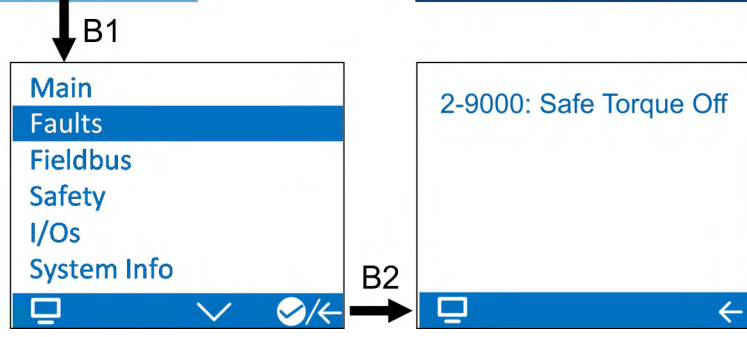 B1
Main
Faults
Fieldbus
Safety
I/Os
System Info
B2
2-9000: Safe Torque Off